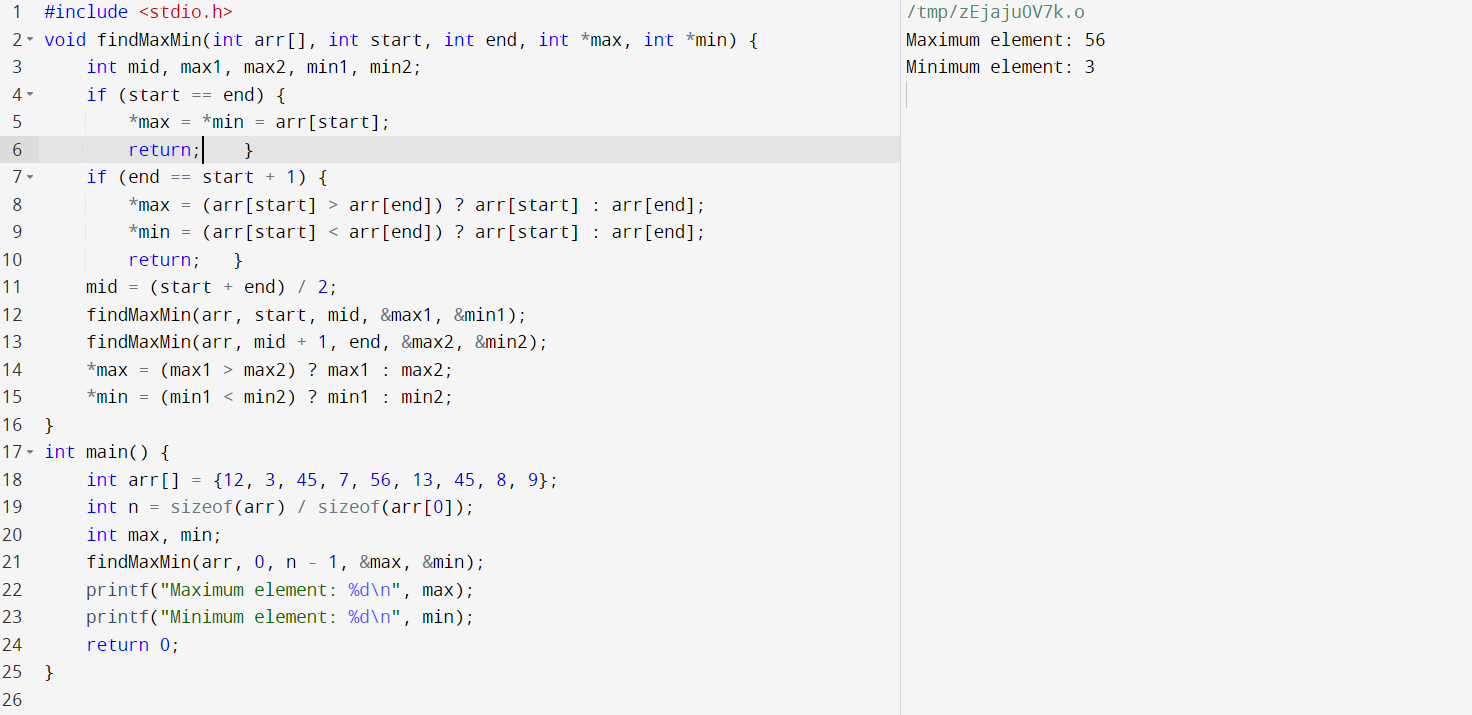 1 #include <stdio.h>
2 void findMaxMin(int arr[], int start, int end, int *max, int *min) {
3     int mid, max1, max2, min1, min2;
4     if (start == end) {
5         *max = *min = arr[start];
6         return;    }
7     if (end == start + 1) {
8         *max = (arr[start] > arr[end]) ? arr[start] : arr[end];
9         *min = (arr[start] < arr[end]) ? arr[start] : arr[end];
10         return;   }
11     mid = (start + end) / 2;
12     findMaxMin(arr, start, mid, &max1, &min1);
13     findMaxMin(arr, mid + 1, end, &max2, &min2);
14     *max = (max1 > max2) ? max1 : max2;
15     *min = (min1 < min2) ? min1 : min2;
16 }
17 int main() {
18     int arr[] = {12, 3, 45, 7, 56, 13, 45, 8, 9};
19     int n = sizeof(arr) / sizeof(arr[0]);
20     int max, min;
21     findMaxMin(arr, 0, n - 1, &max, &min);
22     printf("Maximum element: %d\n", max);
23     printf("Minimum element: %d\n", min);
24     return 0;
25 }
26
/tmp/zEjaju0V7k.o
Maximum element: 56
Minimum element: 3